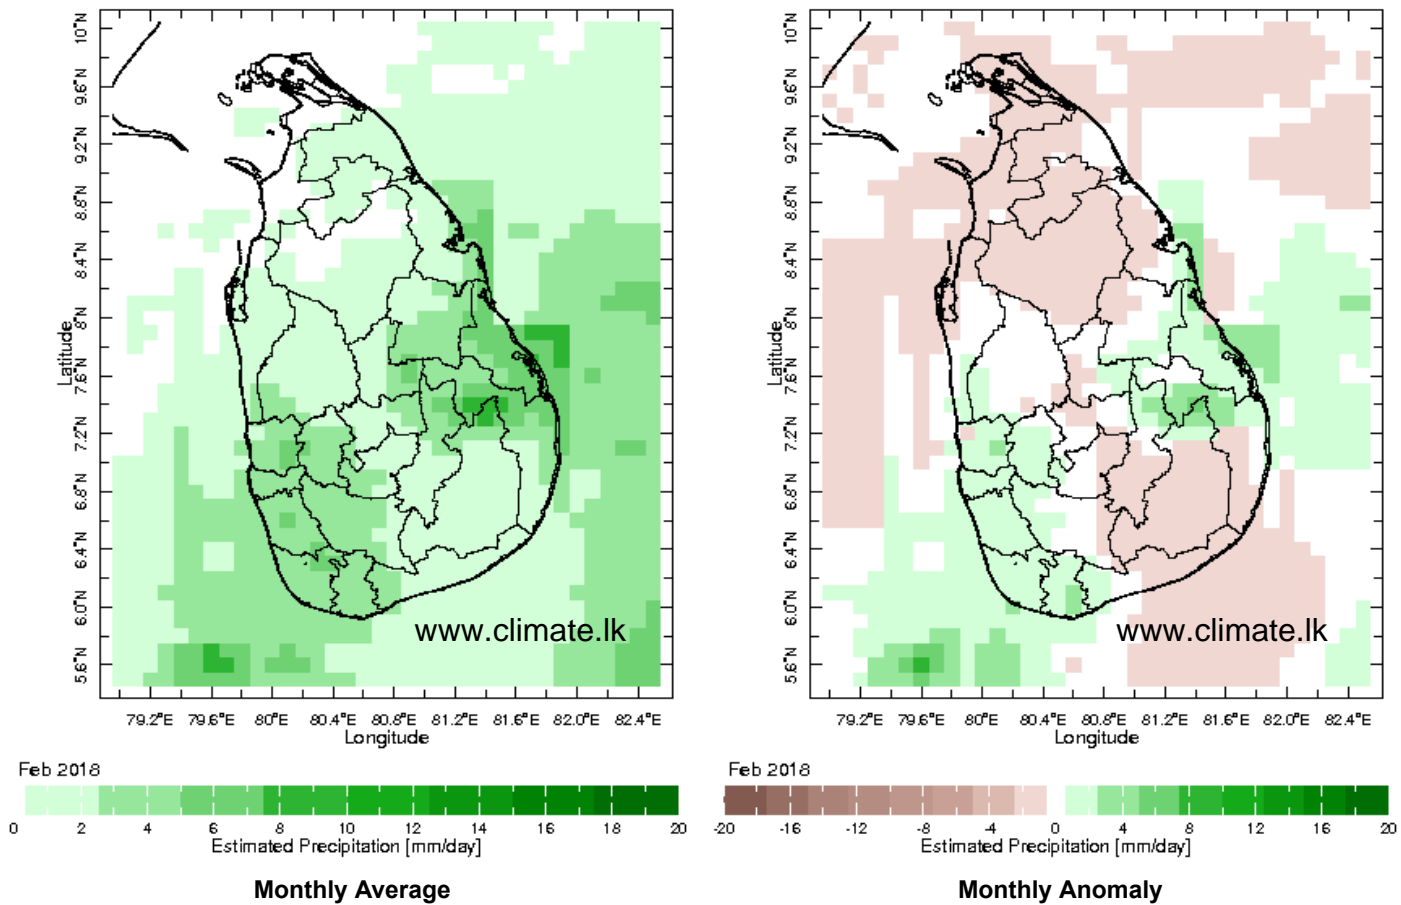 10°N
9.6°N
9.2°N
8.8°N
8.4°N
8°N
7.6°N
7.2°N
6.8°N
6.4°N
6.0°N
5.6°N
Latitude
www.climate.lk
79.2°E 79.6°E 80°E 80.4°E 80.8°E 81.2°E 81.6°E 82.0°E 82.4°E
Longitude
Feb 2018
0 2 4 6 8 10 12 14 16 18 20
Estimated Precipitation [mm/day]
Monthly Average
10°N
9.6°N
9.2°N
8.8°N
8.4°N
8°N
7.6°N
7.2°N
6.8°N
6.4°N
6.0°N
5.6°N
Latitude
www.climate.lk
79.2°E 79.6°E 80°E 80.4°E 80.8°E 81.2°E 81.6°E 82.0°E 82.4°E
Longitude
Feb 2018
-20 -16 -12 -8 -4 0 4 8 12 16 20
Estimated Precipitation [mm/day]
Monthly Anomaly